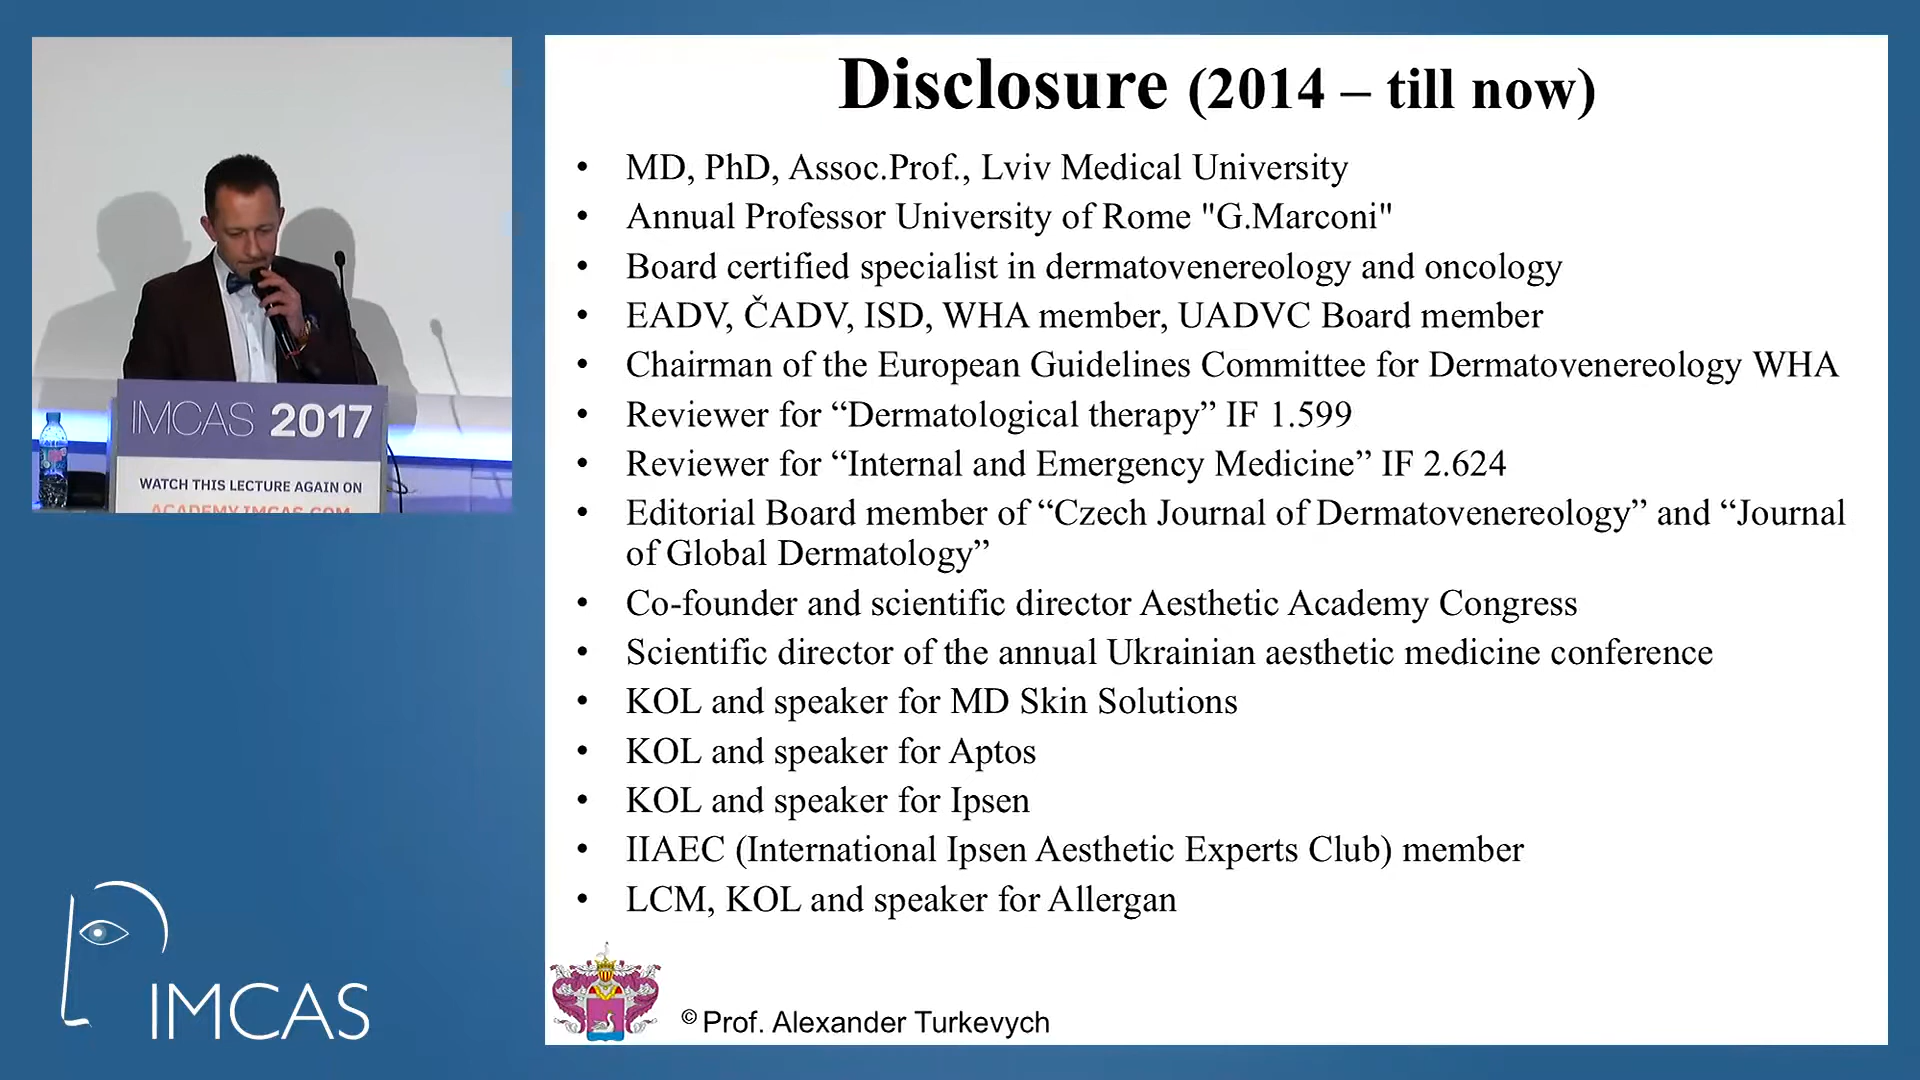 Disclosure (2014 – till now)
• MD, PhD, Assoc.Prof., Lviv Medical University
• Annual Professor University of Rome "G.Marconi"
• Board certified specialist in dermatovenereology and oncology
• EADV, ČADV, ISD, WHA member, UADVC Board member
• Chairman of the European Guidelines Committee for Dermatovenereology WHA
• Reviewer for “Dermatological therapy” IF 1.599
• Reviewer for “Internal and Emergency Medicine” IF 2.624
• Editorial Board member of “Czech Journal of Dermatovenereology” and “Journal
of Global Dermatology”
• Co-founder and scientific director Aesthetic Academy Congress
• Scientific director of the annual Ukrainian aesthetic medicine conference
• KOL and speaker for MD Skin Solutions
• KOL and speaker for Aptos
• KOL and speaker for Ipsen
• IIAEC (International Ipsen Aesthetic Experts Club) member
• LCM, KOL and speaker for Allergan
© Prof. Alexander Turkevych
IMCAS 2017
WATCH THIS LECTURE AGAIN ON
ACADEMY.IMCAS.COM
IMCAS